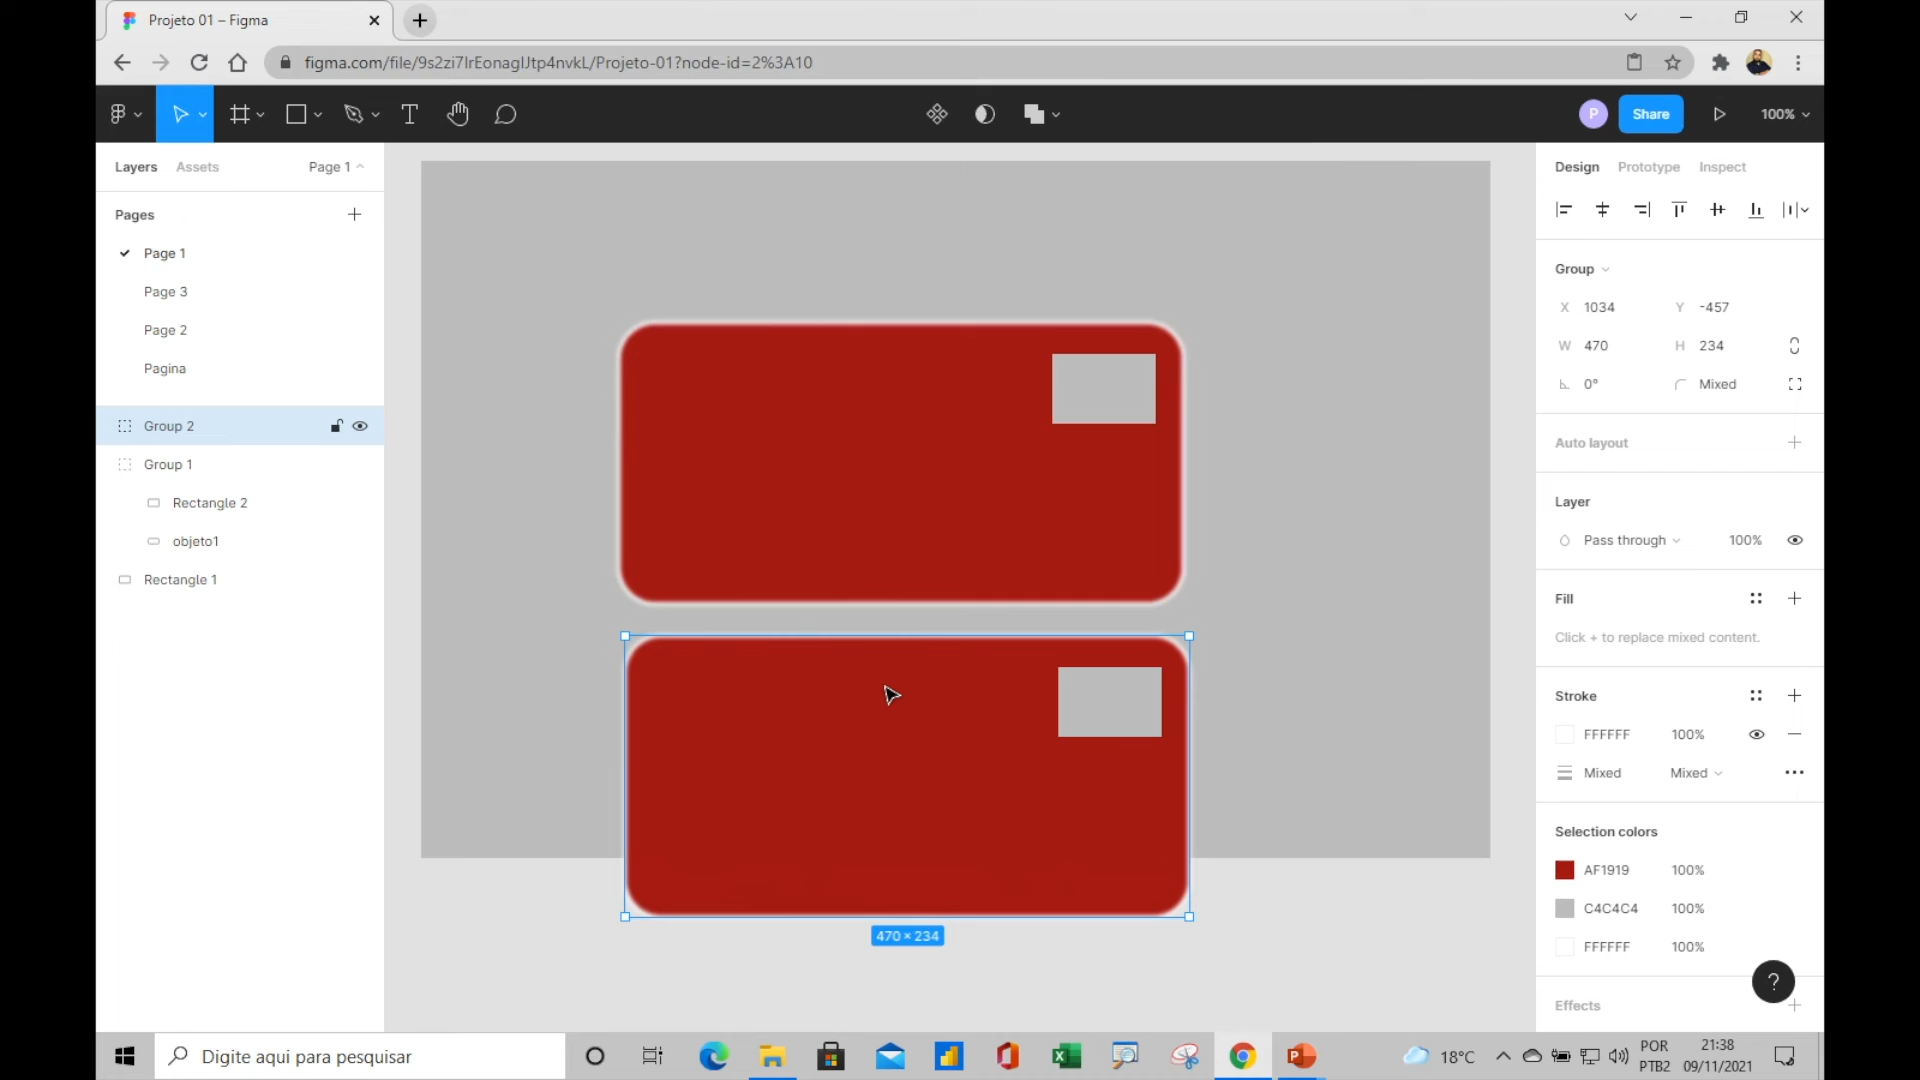 Projeto 01 – Figma
figma.com/file/9s2zi7lrEonaglJtp4nvkL/Projeto-01?node-id=2%3A10
P
Share
100%
Layers
Assets
Page 1
Pages
Page 1
Page 3
Page 2
Pagina
Group 2
Group 1
Rectangle 2
objeto1
Rectangle 1
470 × 234
Design
Prototype
Inspect
Group
X 1034
Y -457
W 470
H 234
0°
Mixed
Auto layout
Layer
Pass through
100%
Fill
Click + to replace mixed content.
Stroke
FFFFFF
100%
Mixed
Mixed
Selection colors
AF1919
100%
C4C4C4
100%
FFFFFF
100%
?
Effects
Digite aqui para pesquisar
18°C
POR
PTB2
21:38
09/11/2021